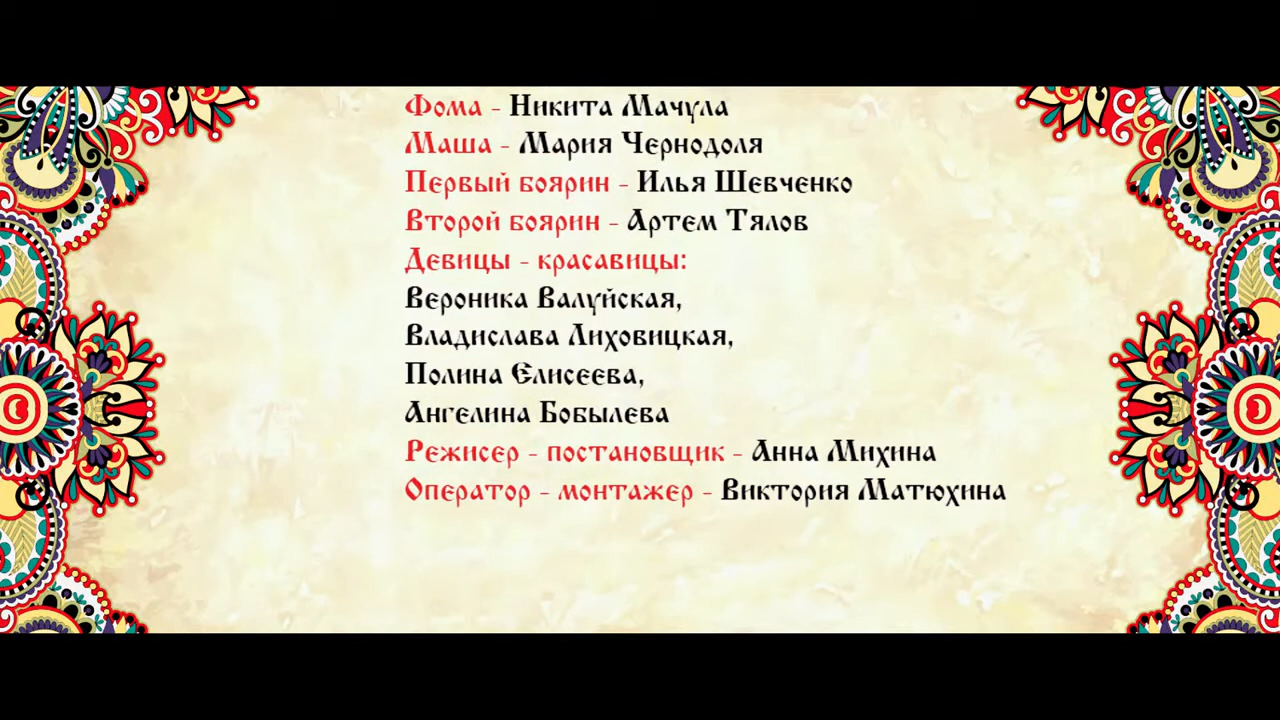 Фома - Никита Мачула
Маша - Мария Чернодоля
Первый боярин - Илья Шевченко
Второй боярин - Артем Тялов
Девицы - красавицы:
Вероника Валуйская,
Владислава Лиховицкая,
Полина Елисеева,
Ангелина Бобылева
Режисер - постановщик - Анна Михина
Оператор - монтажер - Виктория Матюхина